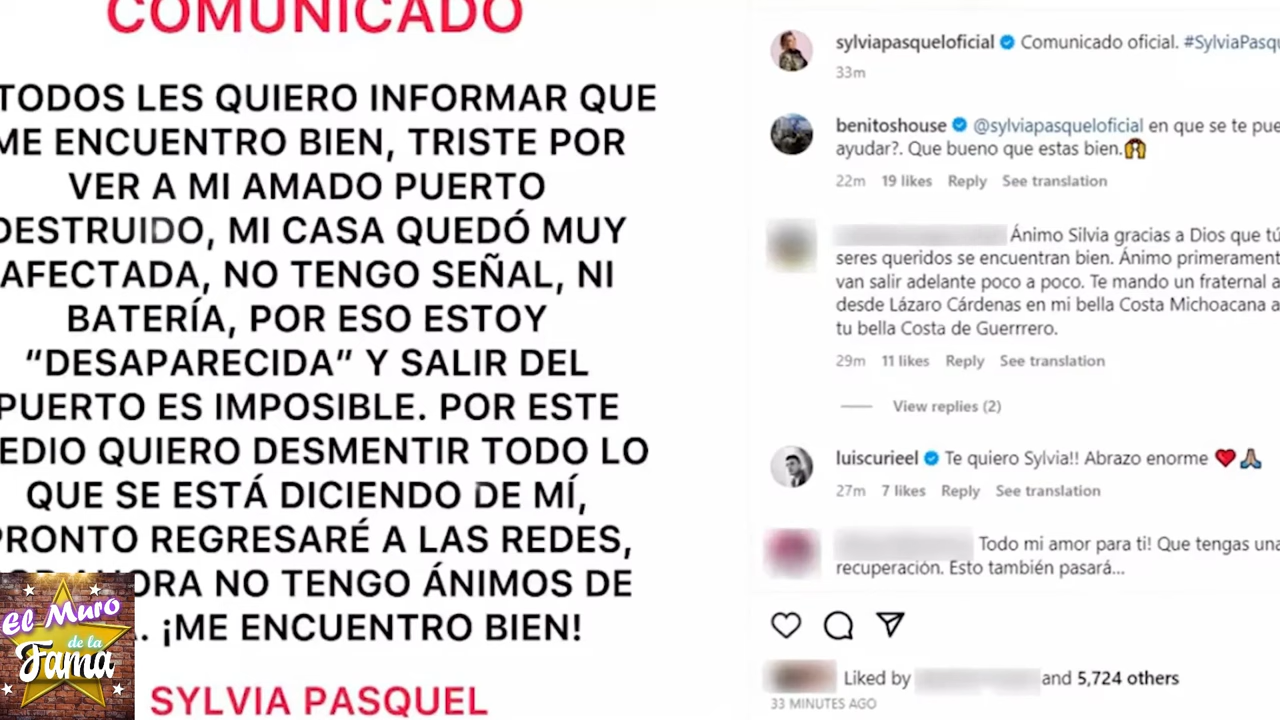 COMUNICADO
TODOS LES QUIERO INFORMAR QUE
ME ENCUENTRO BIEN, TRISTE POR
VER A MI AMADO PUERTO
DESTRUIDO, MI CASA QUEDÓ MUY
AFECTADA, NO TENGO SEÑAL, NI
BATERÍA, POR ESO ESTOY
“DESAPARECIDA” Y SALIR DEL
PUERTO ES IMPOSIBLE. POR ESTE
EDIO QUIERO DESMENTIR TODO LO
QUE SE ESTÁ DICIENDO DE MÍ,
PRONTO REGRESARÉ A LAS REDES,
AHORA NO TENGO ÁNIMOS DE
. ¡ME ENCUENTRO BIEN!
SYLVIA PASQUEL
El Muro
de la
Fama
sylviapasqueloficial Comunicado oficial. #SylviaPasqu
33m
benitoshouse @sylviapasqueloficial en que se te pue
ayudar?. Que bueno que estas bien.
22m 19 likes Reply See translation
Ánimo Silvia gracias a Dios que tú
seres queridos se encuentran bien. Ánimo primerament
van salir adelante poco a poco. Te mando un fraternal a
desde Lázaro Cárdenas en mi bella Costa Michoacana a
tu bella Costa de Guerrrero.
29m 11 likes Reply See translation
View replies (2)
luiscurieel Te quiero Sylvia!! Abrazo enorme
27m 7 likes Reply See translation
Todo mi amor para ti! Que tengas una
recuperación. Esto también pasará...
Liked by and 5,724 others
33 MINUTES AGO